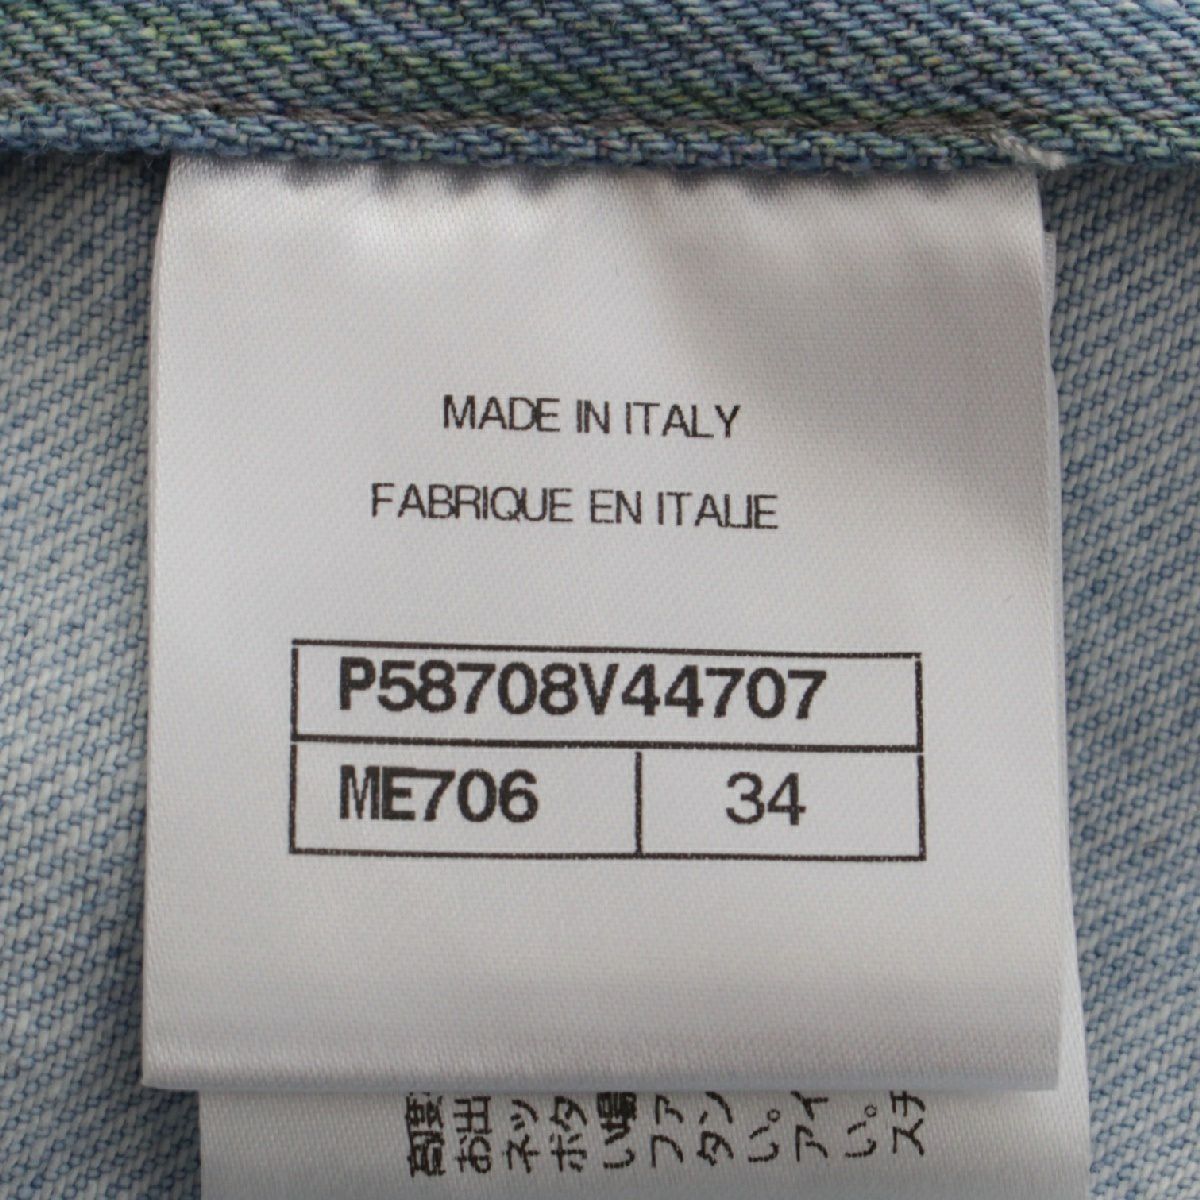 MADE IN ITALY
FABRIQUE EN ITALIE
P58708V44707
ME706 34